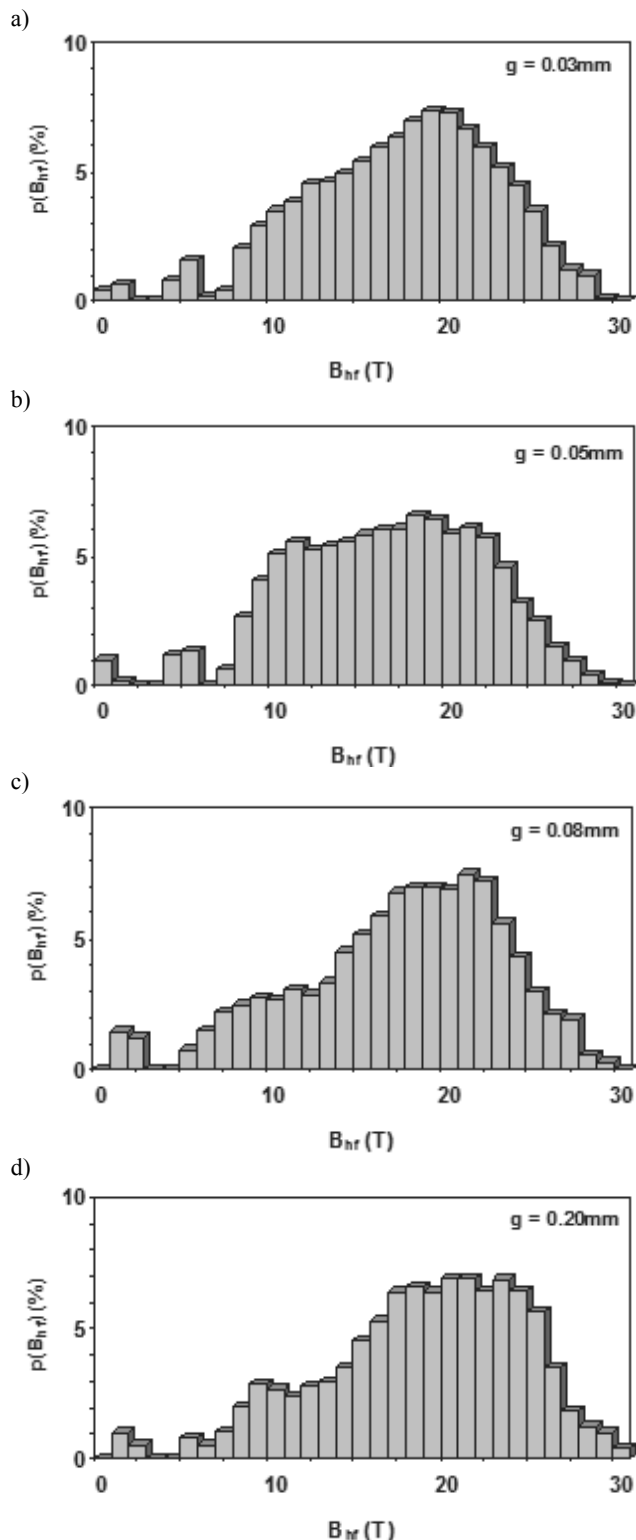 a)
10
g = 0.03mm
p(Bhf) (%)
5
0
0 10 20 30
Bhf (T)
b)
10
g = 0.05mm
p(Bhf) (%)
5
0
0 10 20 30
Bhf (T)
c)
10
g = 0.08mm
p(Bhf) (%)
5
0
0 10 20 30
Bhf (T)
d)
10
g = 0.20mm
p(Bhf) (%)
5
0
0 10 20 30
Bhf (T)